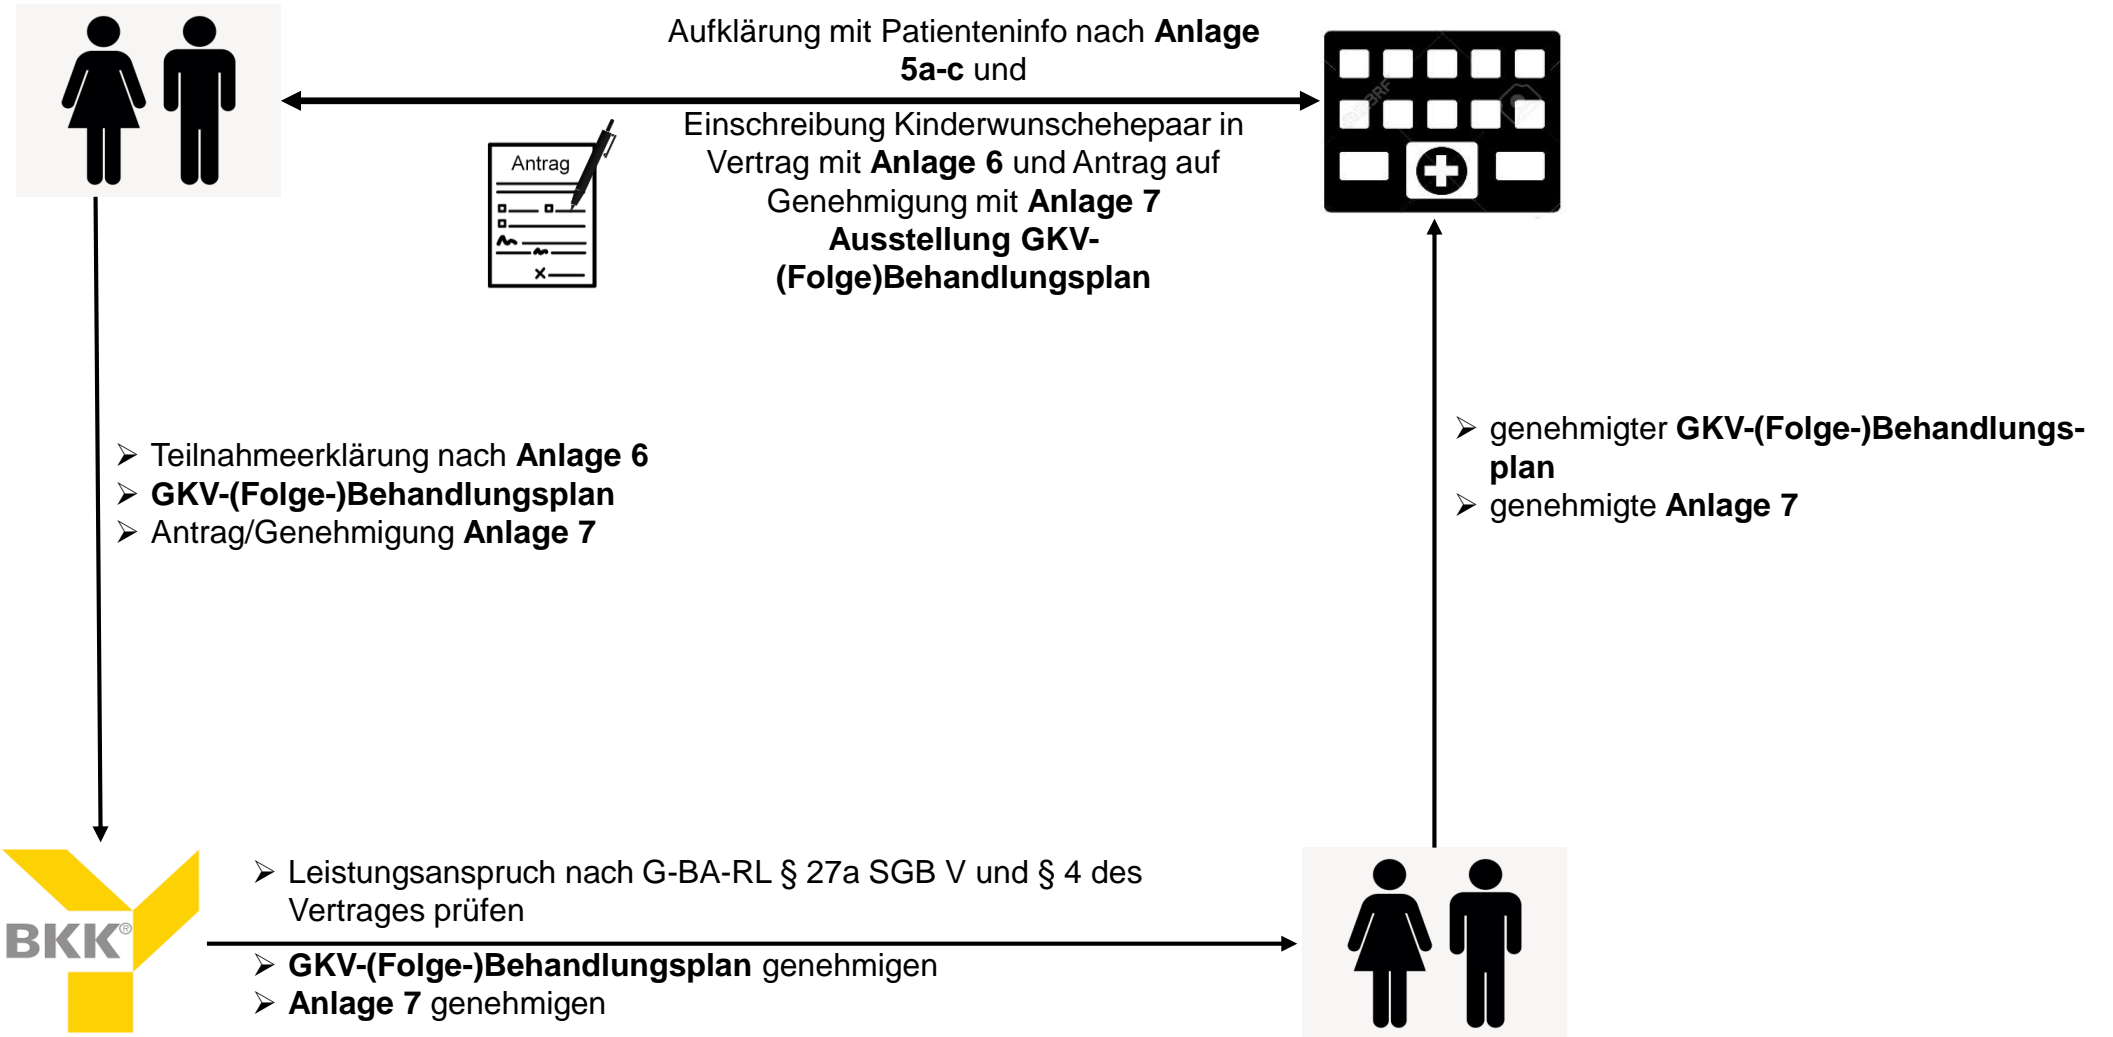 Aufklärung mit Patienteninfo nach Anlage
5a-c und
Einschreibung Kinderwunschehepaar in
Vertrag mit Anlage 6 und Antrag auf
Genehmigung mit Anlage 7
Ausstellung GKV-
(Folge)Behandlungsplan
Antrag
➢ Teilnahmeerklärung nach Anlage 6
➢ GKV-(Folge-)Behandlungsplan
➢ Antrag/Genehmigung Anlage 7
➢ genehmigter GKV-(Folge-)Behandlungs-
plan
➢ genehmigte Anlage 7
BKK®
➢ Leistungsanspruch nach G-BA-RL § 27a SGB V und § 4 des
Vertrages prüfen
➢ GKV-(Folge-)Behandlungsplan genehmigen
➢ Anlage 7 genehmigen